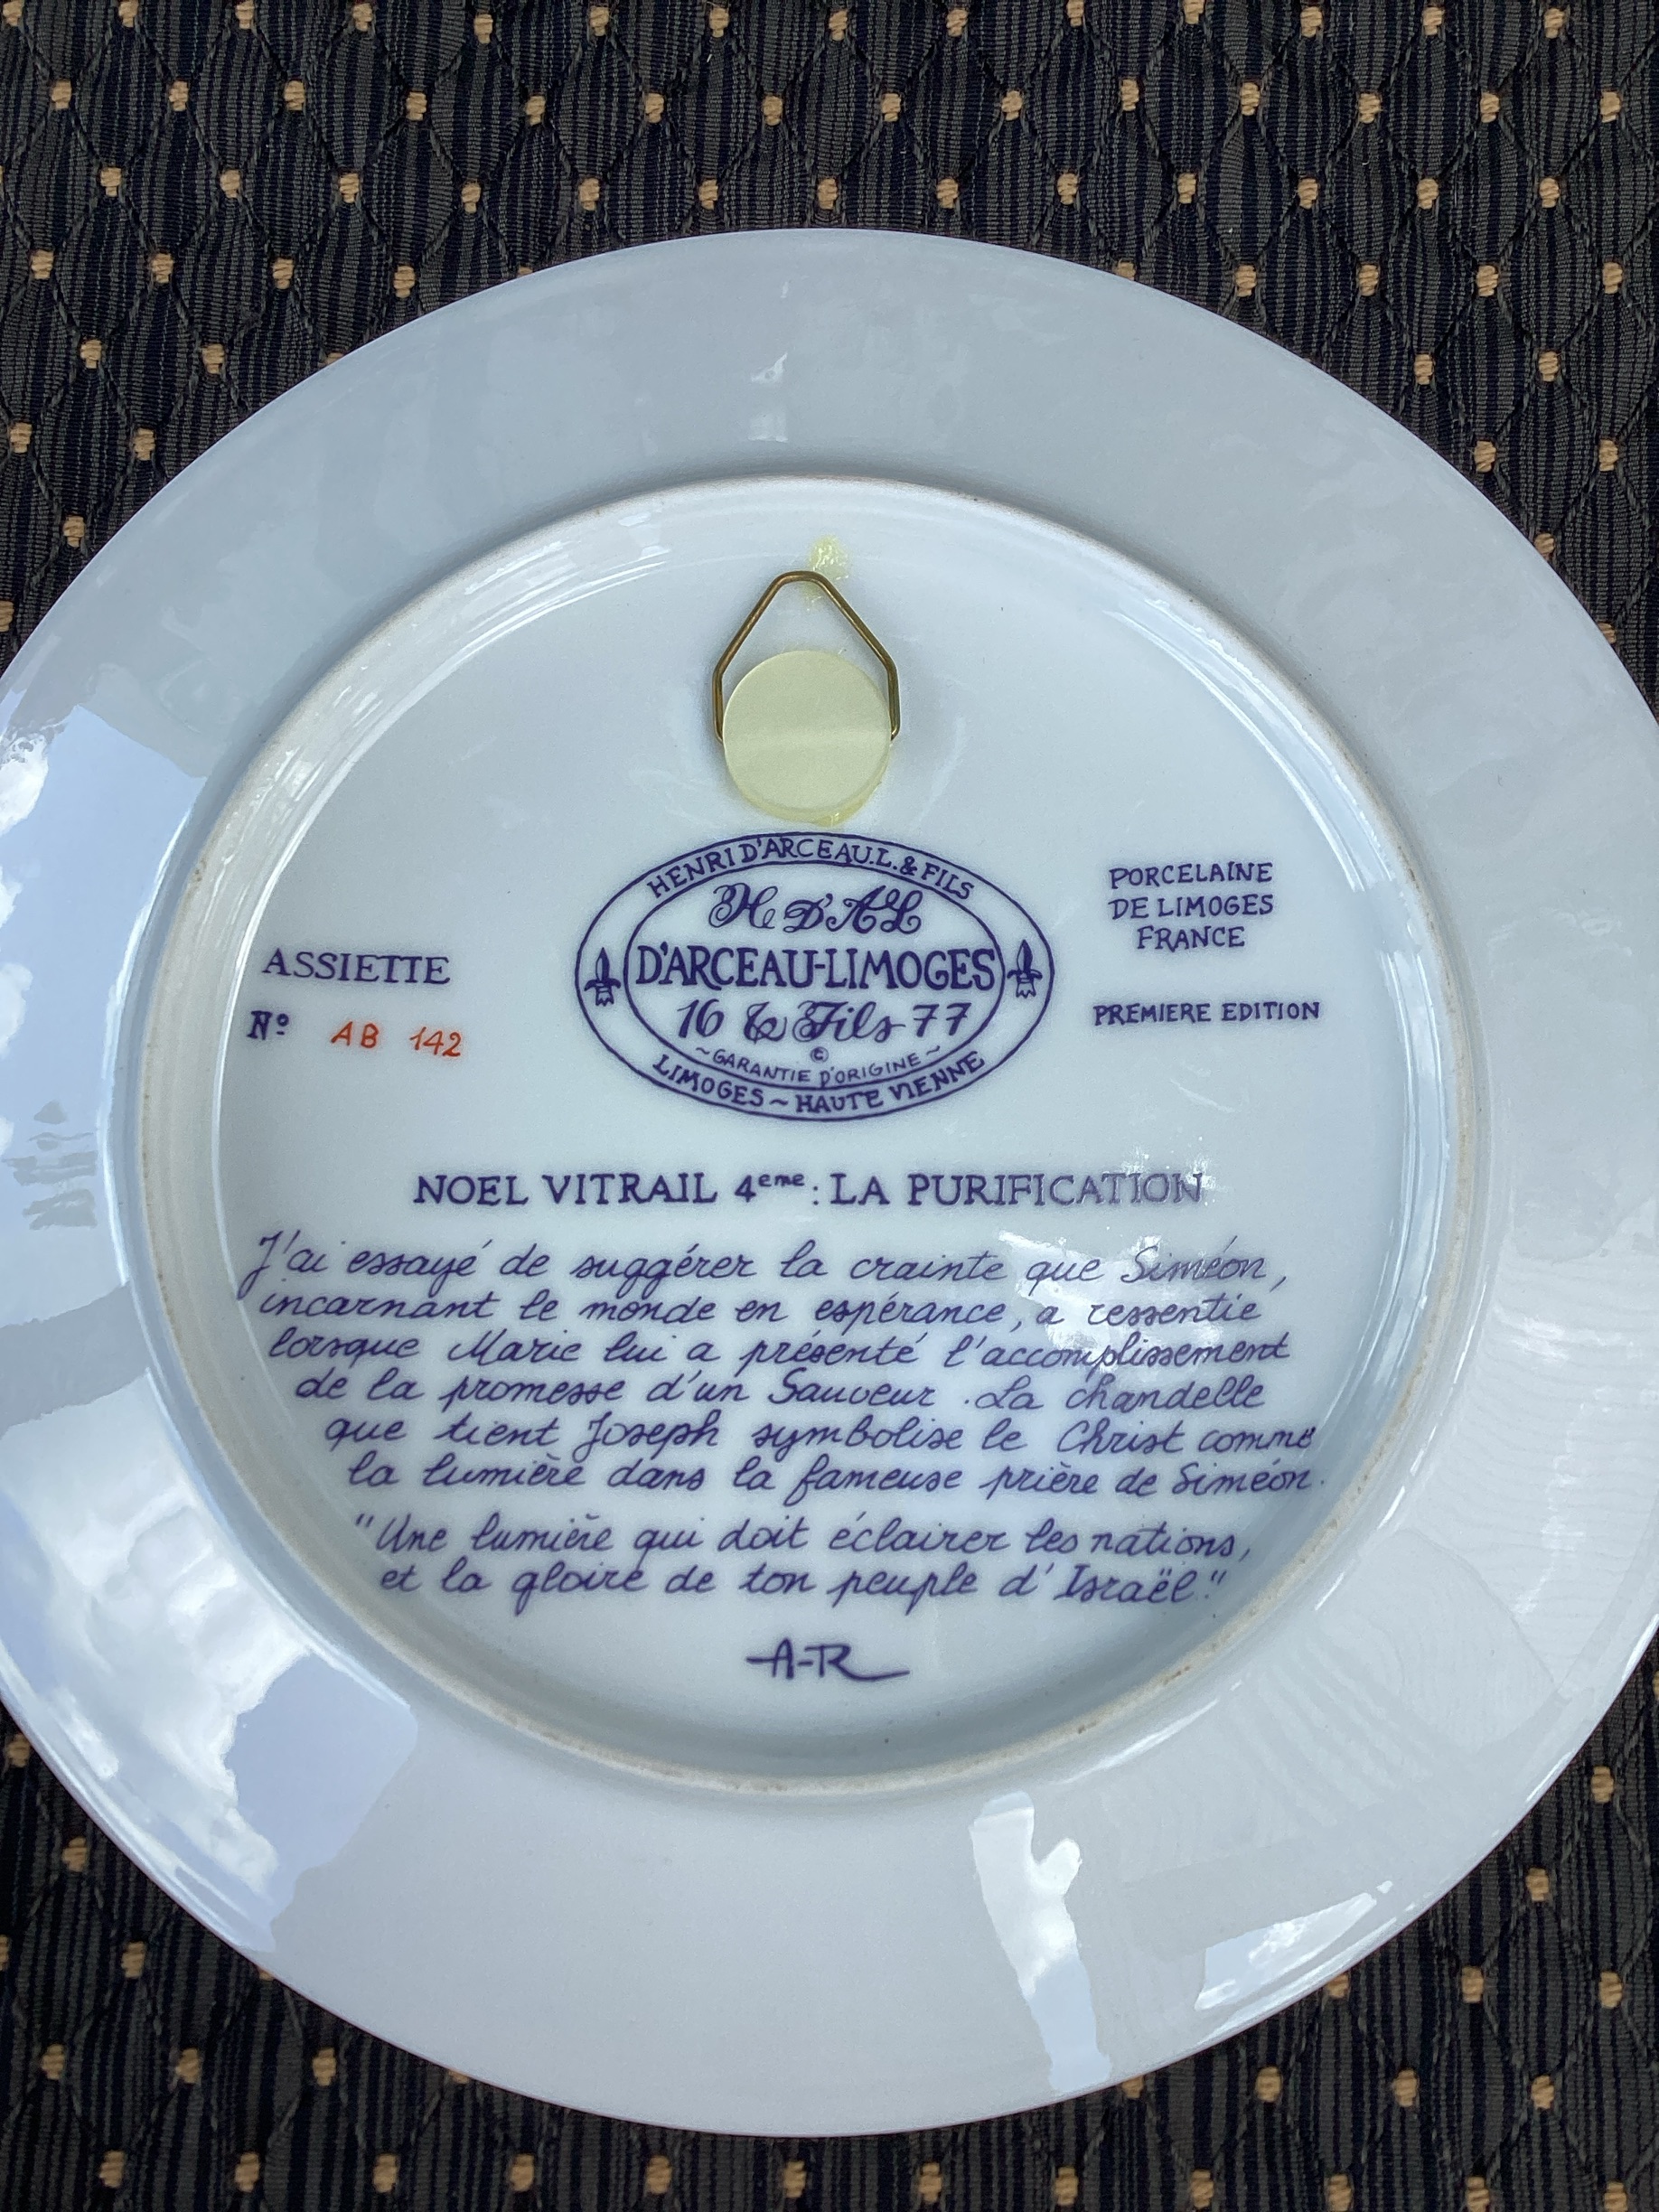 HENRI D'ARCEAU.L.& FILS
H D'AL
D'ARCEAU-LIMOGES
16 & Fils 77
©
~GARANTIE D'ORIGINE~
LIMOGES ~ HAUTE VIENNE
ASSIETTE
Nº AB 142
PORCELAINE
DE LIMOGES
FRANCE
PREMIERE EDITION
NOEL VITRAIL 4eme: LA PURIFICATION
J'ai essayé de suggérer la crainte que Siméon,
incarnant le monde en espérance, a ressentie
lorsque Marie lui a présenté l'accomplissement
de la promesse d'un Sauveur. La chandelle
que tient Joseph symbolise le Christ comme
la lumière dans la fameuse prière de Siméon.
"Une lumière qui doit éclairer les nations,
et la gloire de ton peuple d'Israël."
A-R